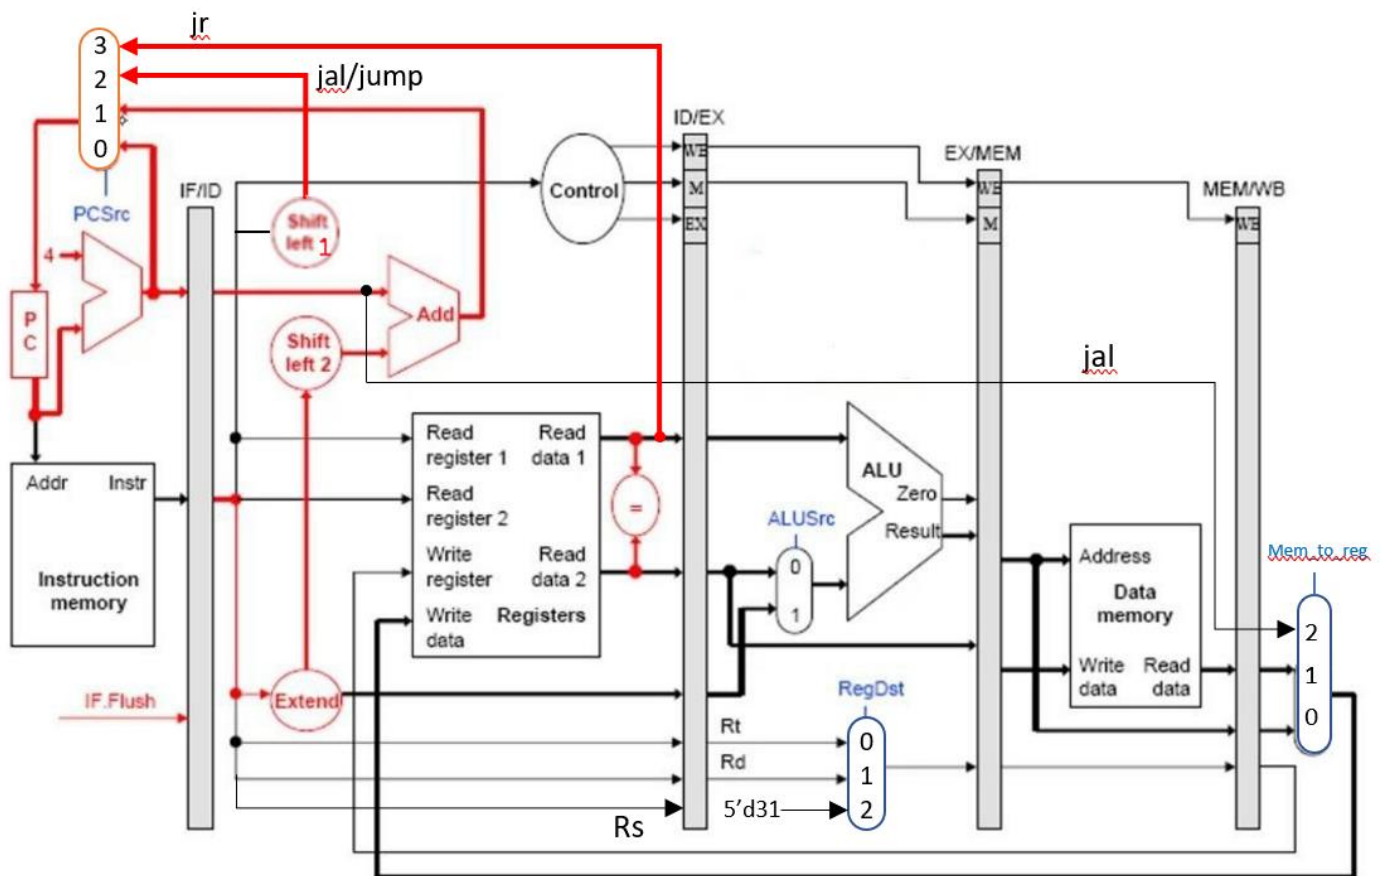 jr
3
2
jal/jump
1
0
ID/EX
WB
EX/MEM
IF/ID
Control
M
WB
MEM/WB
PCSrc
Shift
left 1
EX
M
WB
4
P
C
Add
Shift
left 2
jal
Read
register 1
Read
data 1
Addr
Instr
ALU
Zero
Read
register 2
=
ALUSrc
Result
Write
register
Read
data 2
0
Address
Mem_to_reg
Instruction
memory
Data
memory
Write
data
Registers
1
2
Write
data
Read
data
1
IF.Flush
Extend
RegDst
0
Rt
0
Rd
1
Rs
5'd31
2